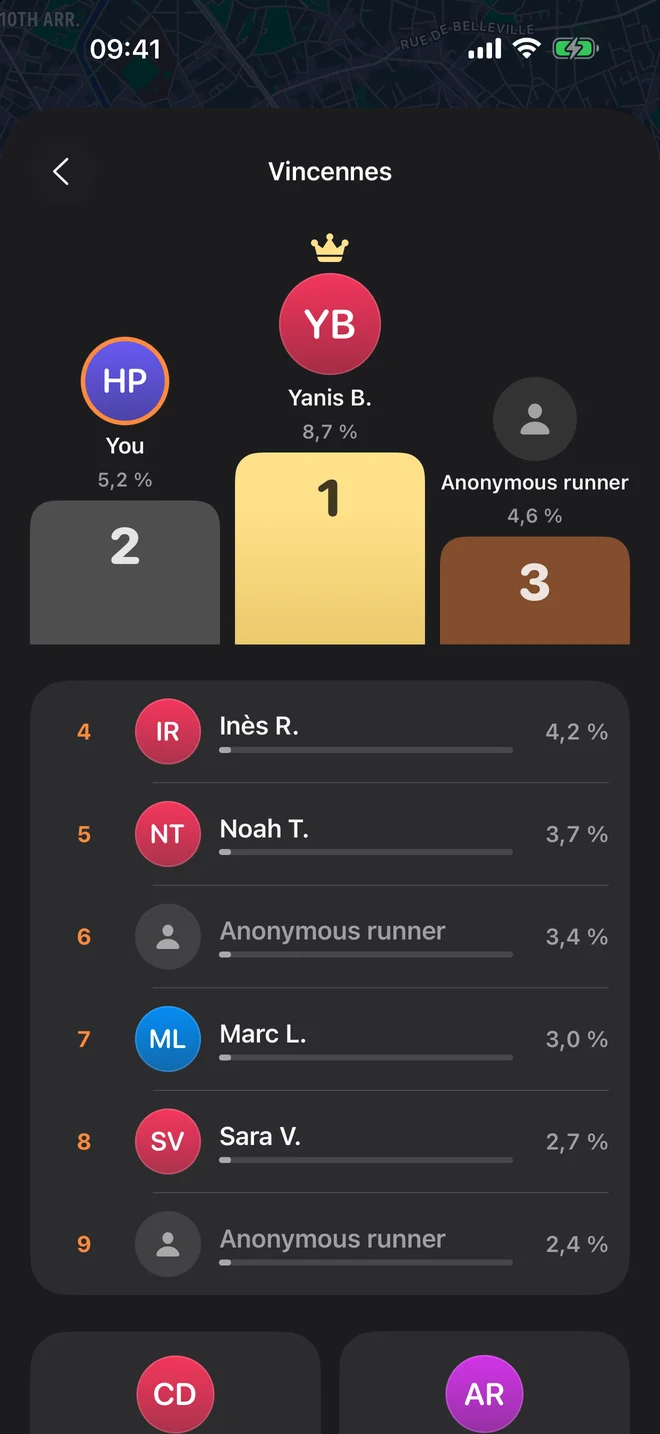 10TH ARR.
RUE-DE-BELLEVILLE
09:41
Vincennes
YB
Yanis B.
8,7 %
1
HP
You
5,2 %
2
Anonymous runner
4,6 %
3
4 IR Inès R. 4,2 %
5 NT Noah T. 3,7 %
6 Anonymous runner 3,4 %
7 ML Marc L. 3,0 %
8 SV Sara V. 2,7 %
9 Anonymous runner 2,4 %
CD AR